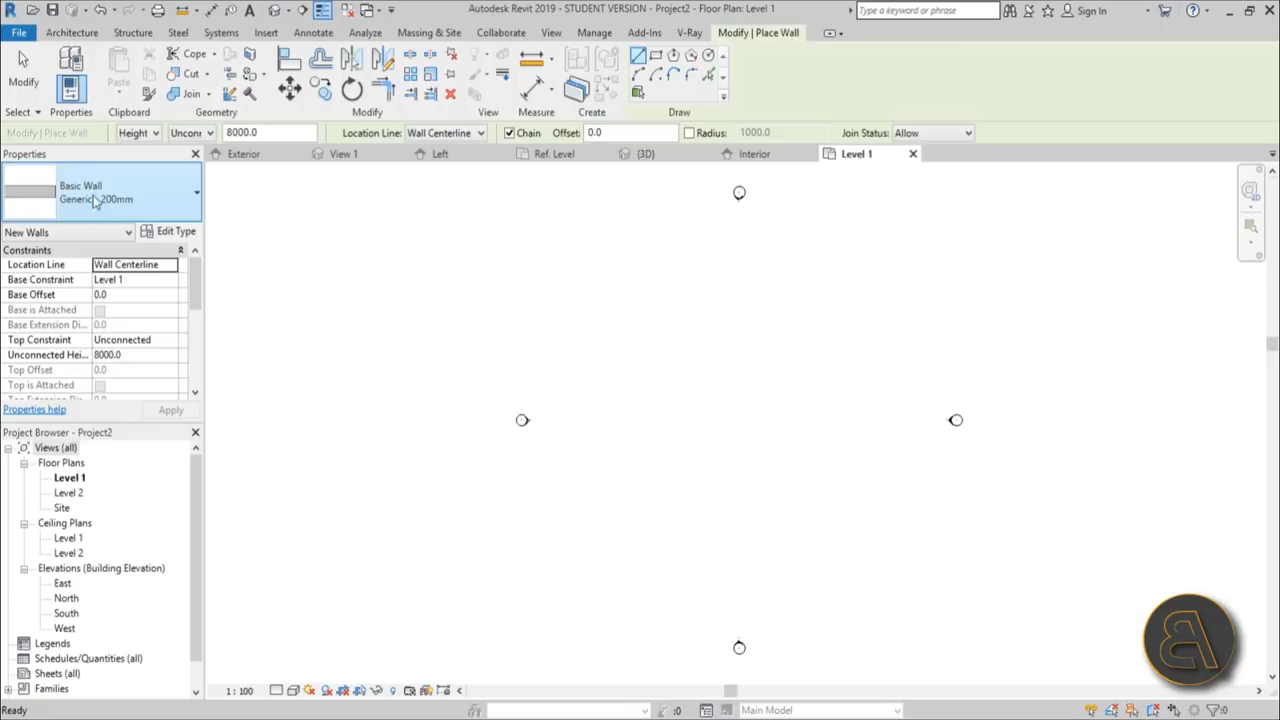 Autodesk Revit 2019 - STUDENT VERSION - Project2 - Floor Plan: Level 1
Type a keyword or phrase
Sign In
File Architecture Structure Steel Systems Insert Annotate Analyze Massing & Site Collaborate View Manage Add-Ins V-Ray Modify | Place Wall
Cope
Cut
Modify
Paste
Join
Select Properties Clipboard Geometry Modify View Measure Create Draw
Modify | Place Wall Height Unconr 8000.0 Location Line: Wall Centerline Chain Offset: 0.0 Radius: 1000.0 Join Status: Allow
Properties
Exterior View 1 Left Ref. Level {3D} Interior Level 1
Basic Wall
Generic 200mm
New Walls Edit Type
Constraints
Location Line Wall Centerline
Base Constraint Level 1
Base Offset 0.0
Base is Attached
Base Extension Di... 0.0
Top Constraint Unconnected
Unconnected Hei... 8000.0
Top Offset 0.0
Top is Attached
Properties help Apply
Project Browser - Project2
Views (all)
Floor Plans
Level 1
Level 2
Site
Ceiling Plans
Level 1
Level 2
Elevations (Building Elevation)
East
North
South
West
Legends
Schedules/Quantities (all)
Sheets (all)
Families
1 : 100
Ready :0 Main Model :0